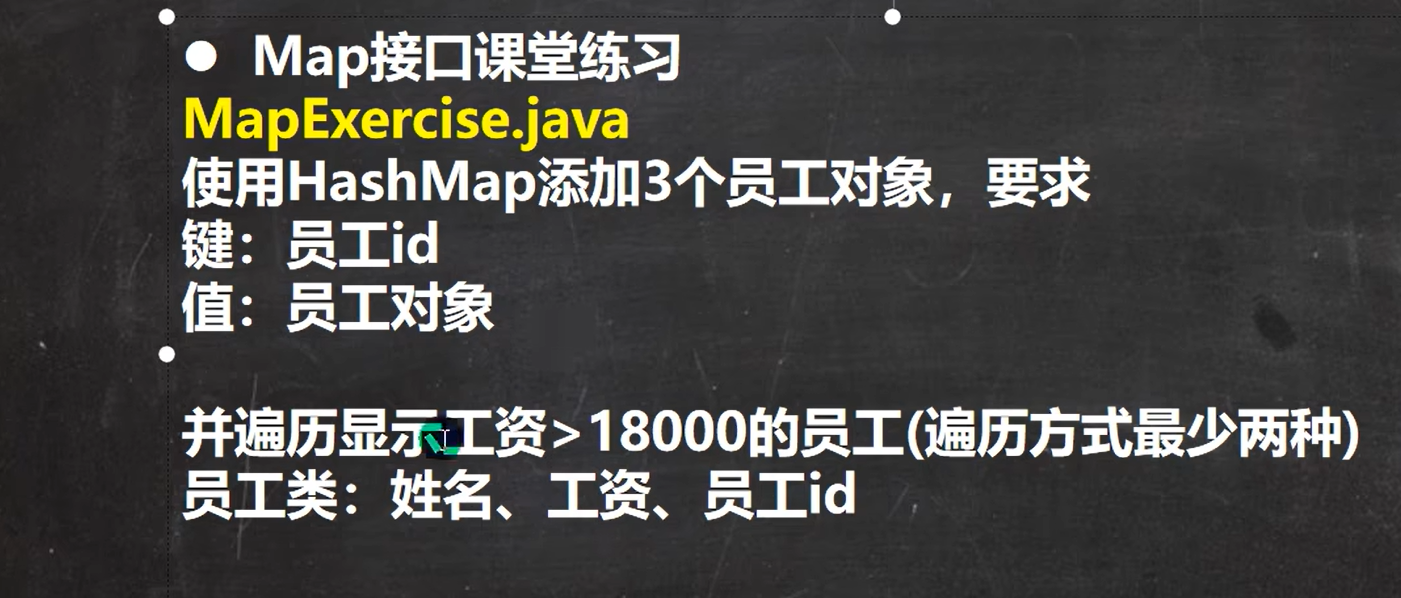 ● Map接口课堂练习
MapExercise.java
使用HashMap添加3个员工对象，要求
键：员工id
值：员工对象
并遍历显示工资>18000的员工(遍历方式最少两种)
员工类：姓名、工资、员工id